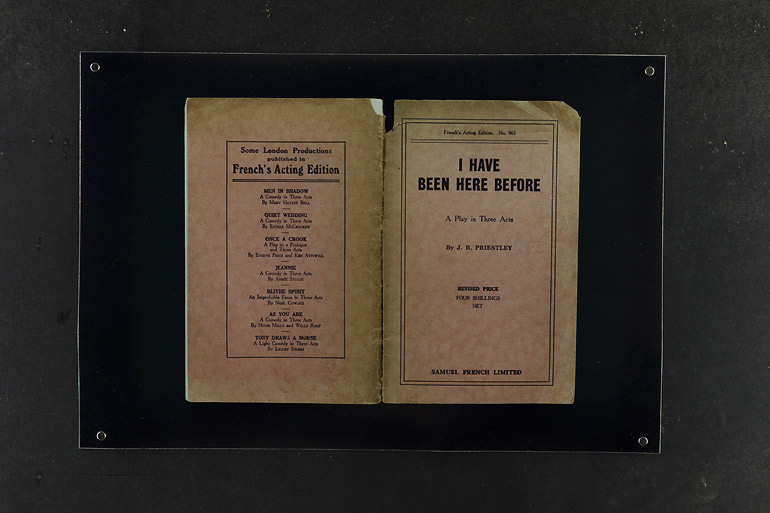 Some London Productions
published in
French's Acting Edition
MEN IN SHADOW
A Comedy in Three Acts
By MARY HAYLEY BELL
QUIET WEDDING
A Comedy in Three Acts
By ESTHER MCCRACKEN
ONCE A CROOK
A Play in a Prologue
and Three Acts
By EVADNE PRICE and KEN ATTIWILL
JEANNIE
A Comedy in Three Acts
By AIMÉE STUART
BLITHE SPIRIT
An Improbable Farce in Three Acts
By NOEL COWARD
AS YOU ARE
A Comedy in Three Acts
By HUGH MILLS and WELLS ROOT
TONY DRAWS A HORSE
A Light Comedy in Three Acts
By LESLEY STORM
French's Acting Edition. No. 963
I HAVE
BEEN HERE BEFORE
A Play in Three Acts
By J. B. PRIESTLEY
REVISED PRICE
FOUR SHILLINGS
NET
SAMUEL FRENCH LIMITED